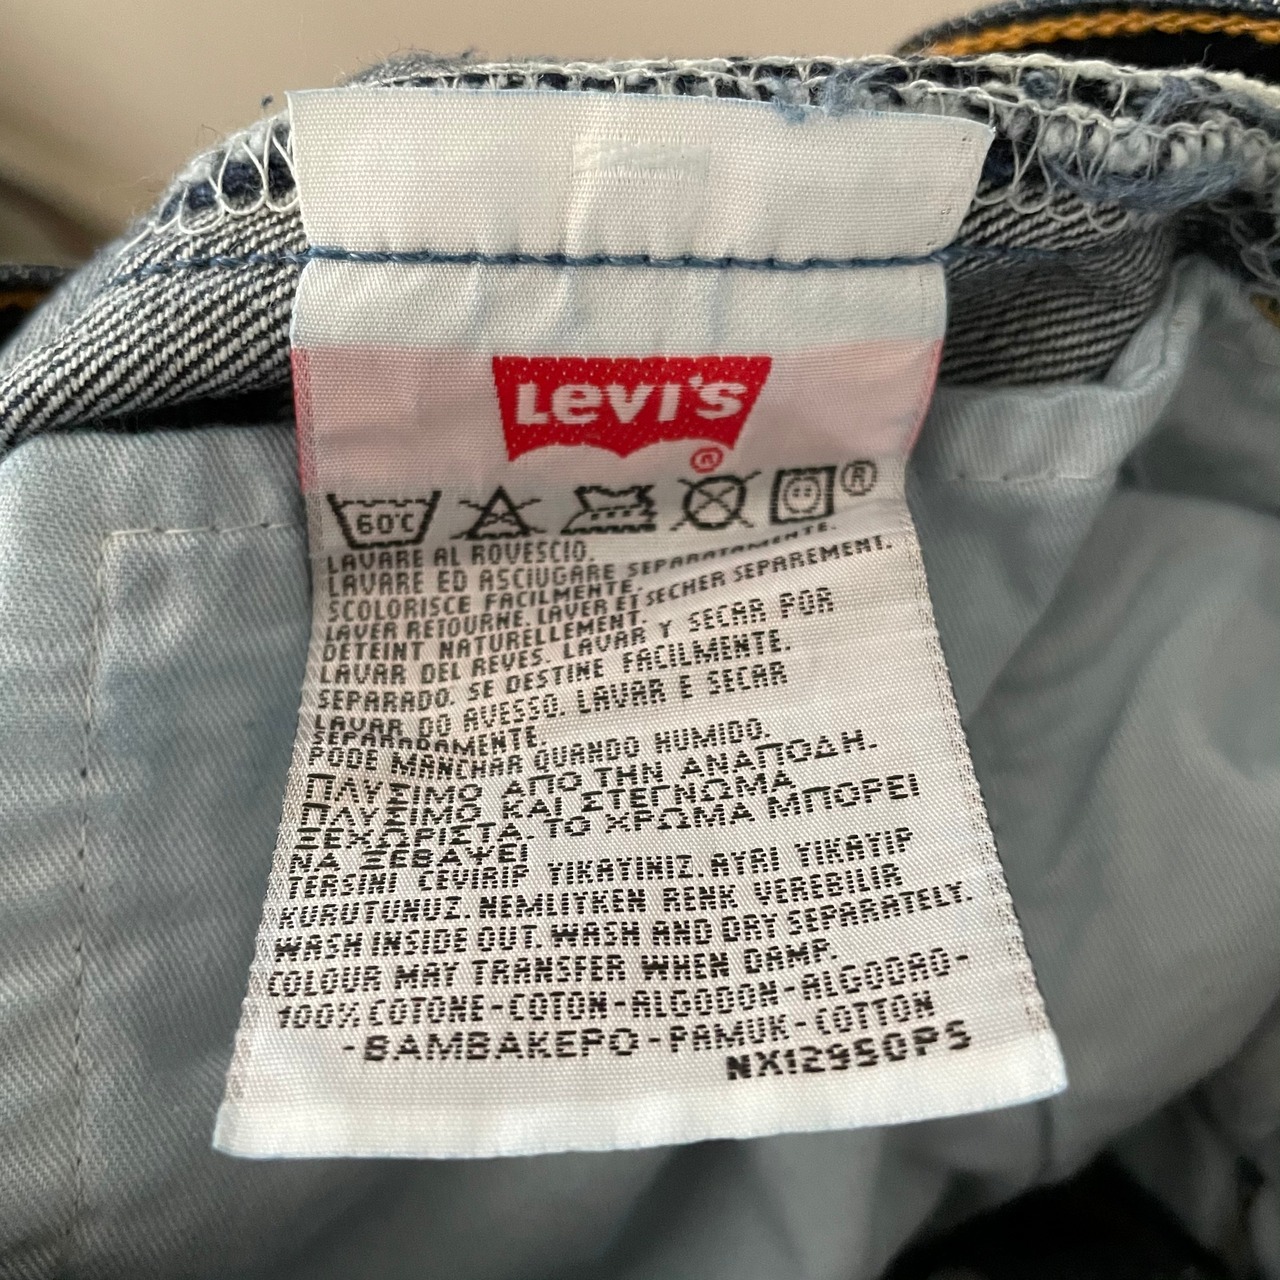 Levi's
®
60°C ®
LAVARE AL ROVESCIO.
LAVARE ED ASCIUGARE SEPARATAMENTE.
SCOLORISCE FACILMENTE.
LAVER RETOURNE. LAVER ET SECHER SEPAREMENT.
DETEINT NATURELLEMENT.
LAVAR DEL REVES. LAVAR Y SECAR POR
SEPARADO. SE DESTINE FACILMENTE.
LAVAR DO AVESSO. LAVAR E SECAR
SEPARADAMENTE.
PODE MANCHAR QUANDO HUMIDO.
ΠΛΥΣΙΜΟ ΑΠΟ ΤΗΝ ΑΝΑΠΟΔΗ.
ΠΛΥΣΙΜΟ ΚΑΙ ΣΤΕΓΝΩΜΑ
ΞΕΧΩΡΙΣΤΑ. ΤΟ ΧΡΩΜΑ ΜΠΟΡΕΙ
ΝΑ ΞΕΒΑΨΕΙ
TERSINI CEVIRIP YIKAYINIZ. AYRI YIKAYIP
KURUTUNUZ. NEMLIYKEN RENK VEREBILIR
WASH INSIDE OUT. WASH AND DRY SEPARATELY.
COLOUR MAY TRANSFER WHEN DAMP.
100% COTONE-COTON-ALGODON-ALGODAO-
-BAMBAKEPO-PAMUK-COTTON
NX12950PS